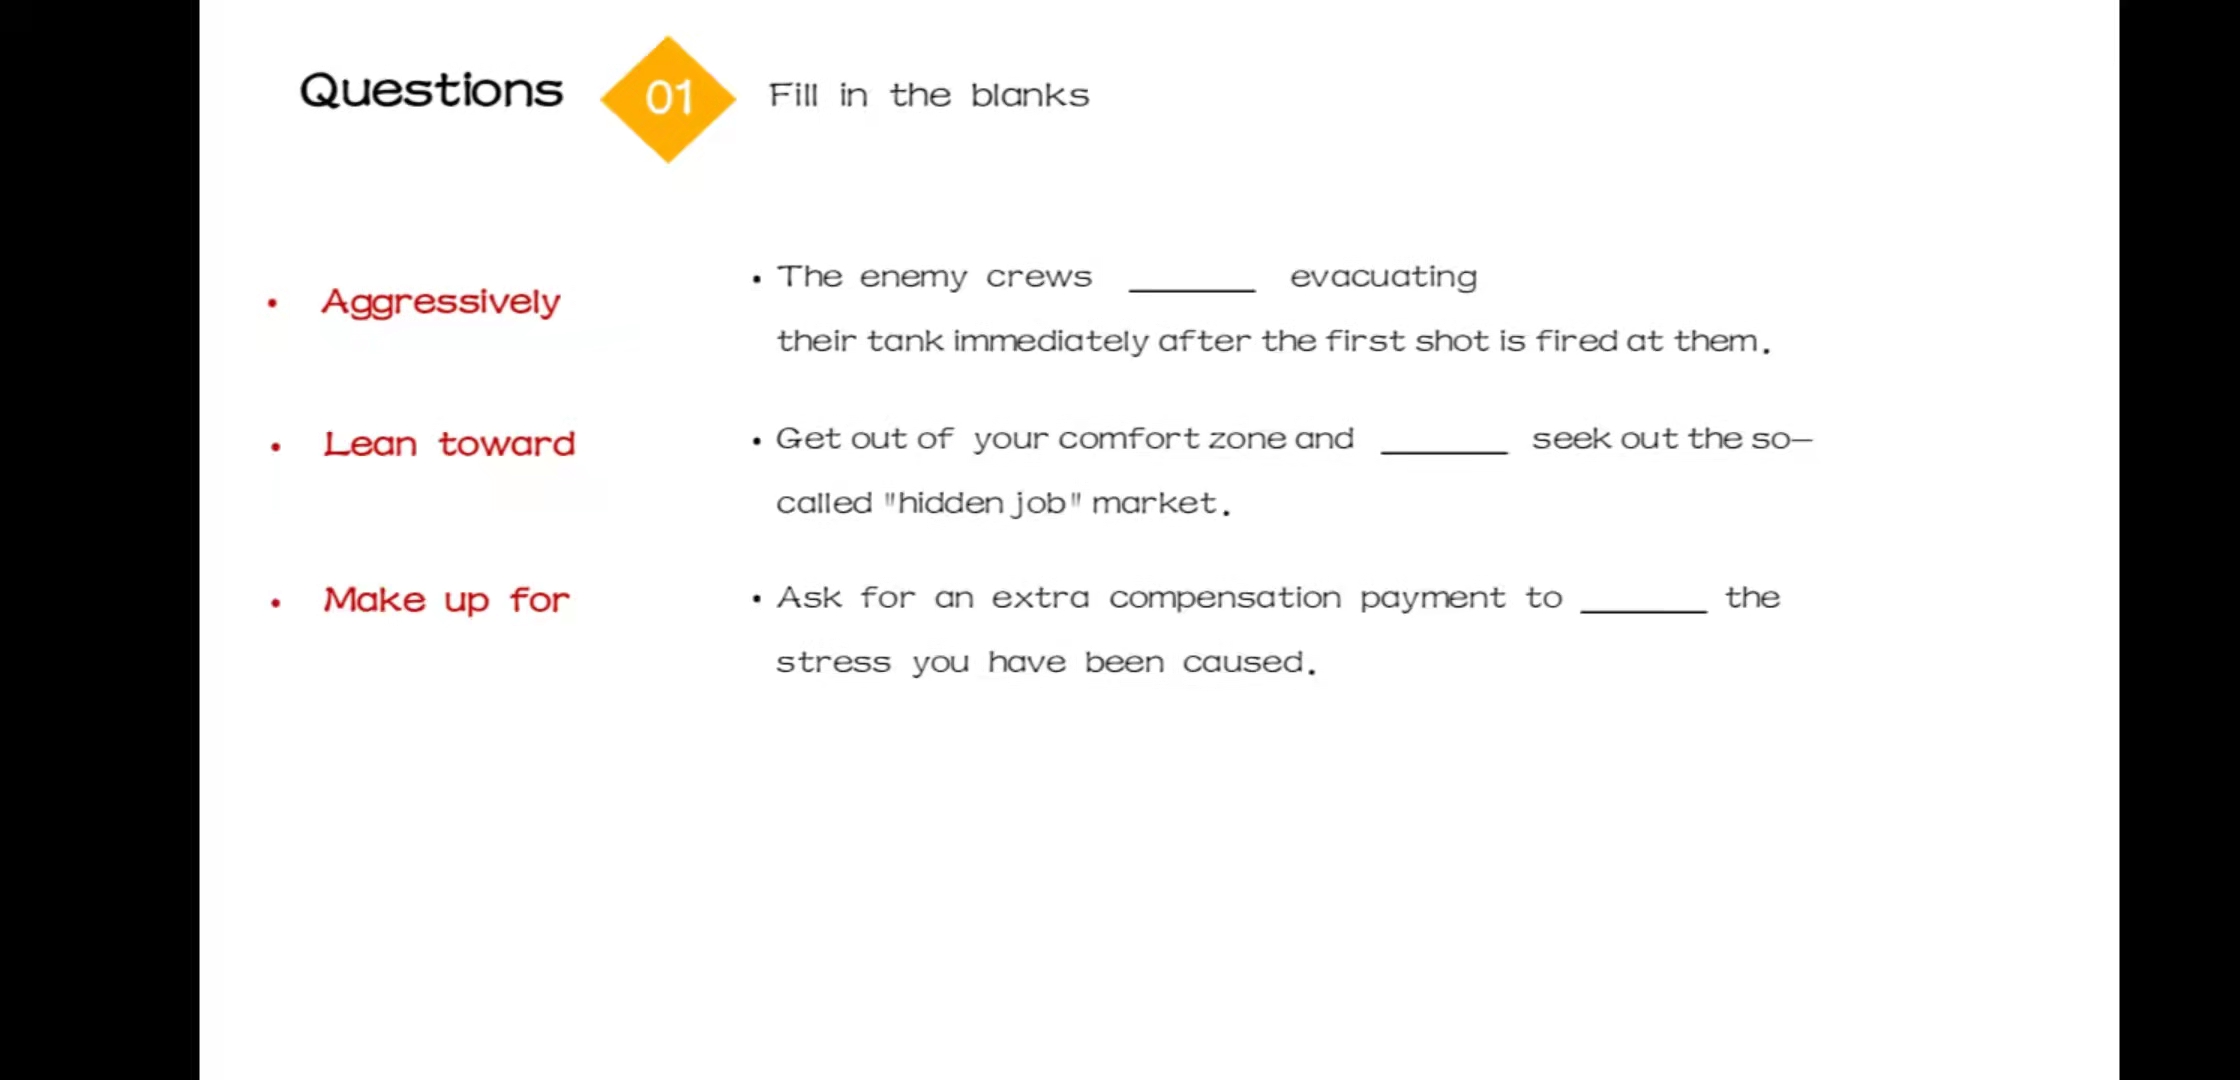 Questions 01 Fill in the blanks
• Aggressively
• Lean toward
• Make up for
• The enemy crews ______ evacuating
their tank immediately after the first shot is fired at them.
• Get out of your comfort zone and ______ seek out the so-
called "hidden job" market.
• Ask for an extra compensation payment to ______ the
stress you have been caused.